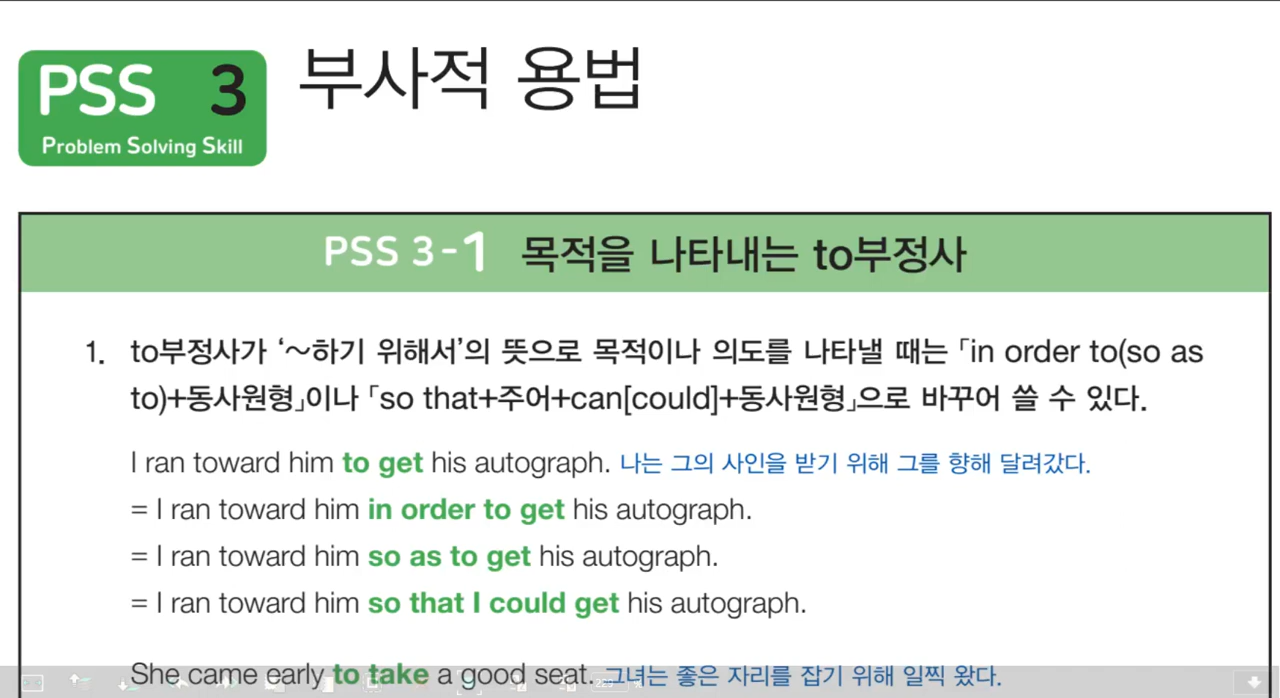 PSS 3
Problem Solving Skill
부사적 용법
PSS 3-1 목적을 나타내는 to부정사
1. to부정사가 ‘~하기 위해서’의 뜻으로 목적이나 의도를 나타낼 때는 「in order to(so as
to)+동사원형」이나 「so that+주어+can[could]+동사원형」으로 바꾸어 쓸 수 있다.
I ran toward him to get his autograph. 나는 그의 사인을 받기 위해 그를 향해 달려갔다.
= I ran toward him in order to get his autograph.
= I ran toward him so as to get his autograph.
= I ran toward him so that I could get his autograph.
She came early to take a good seat. 그녀는 좋은 자리를 잡기 위해 일찍 왔다.